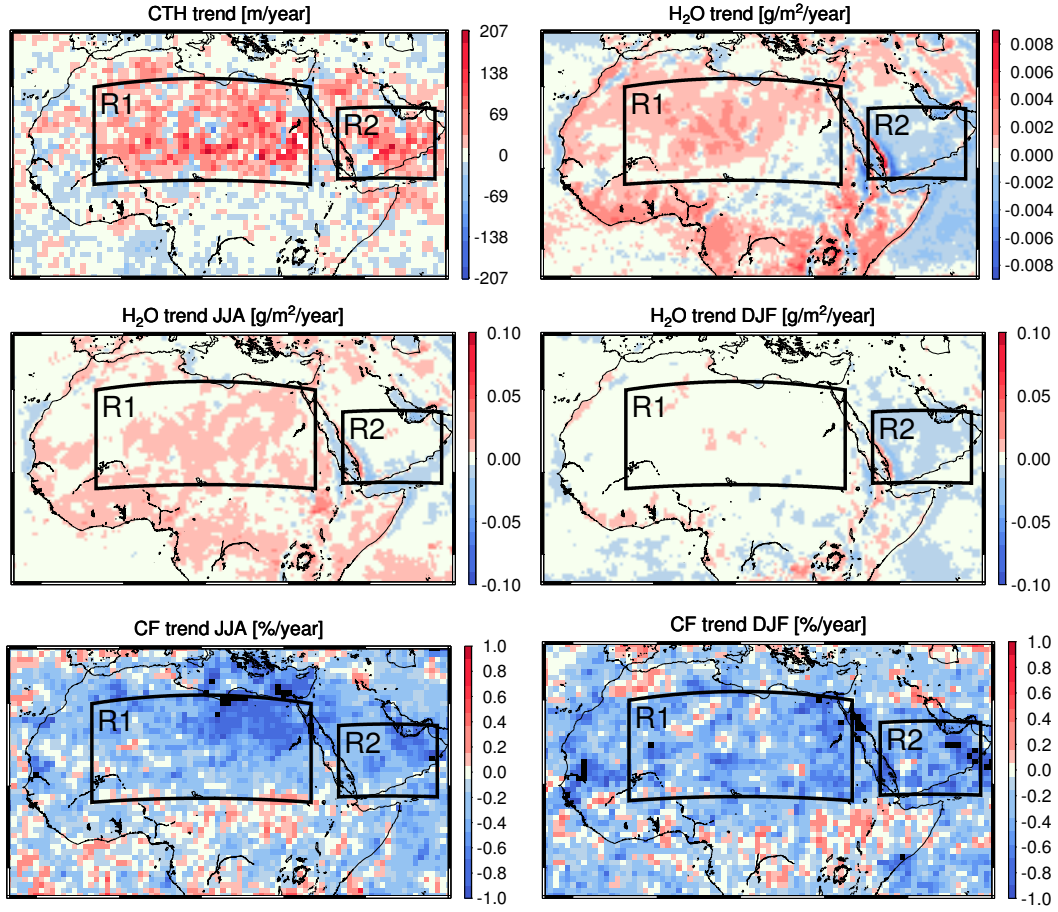 CTH trend [m/year]
R1
R2
207
138
69
0
-69
-138
-207
H₂O trend [g/m²/year]
R1
R2
0.008
0.006
0.004
0.002
0.000
-0.002
-0.004
-0.006
-0.008
H₂O trend JJA [g/m²/year]
R1
R2
0.10
0.05
0.00
-0.05
-0.10
H₂O trend DJF [g/m²/year]
R1
R2
0.10
0.05
0.00
-0.05
-0.10
CF trend JJA [%/year]
R1
R2
1.0
0.8
0.6
0.4
0.2
0.0
-0.2
-0.4
-0.6
-0.8
-1.0
CF trend DJF [%/year]
R1
R2
1.0
0.8
0.6
0.4
0.2
0.0
-0.2
-0.4
-0.6
-0.8
-1.0